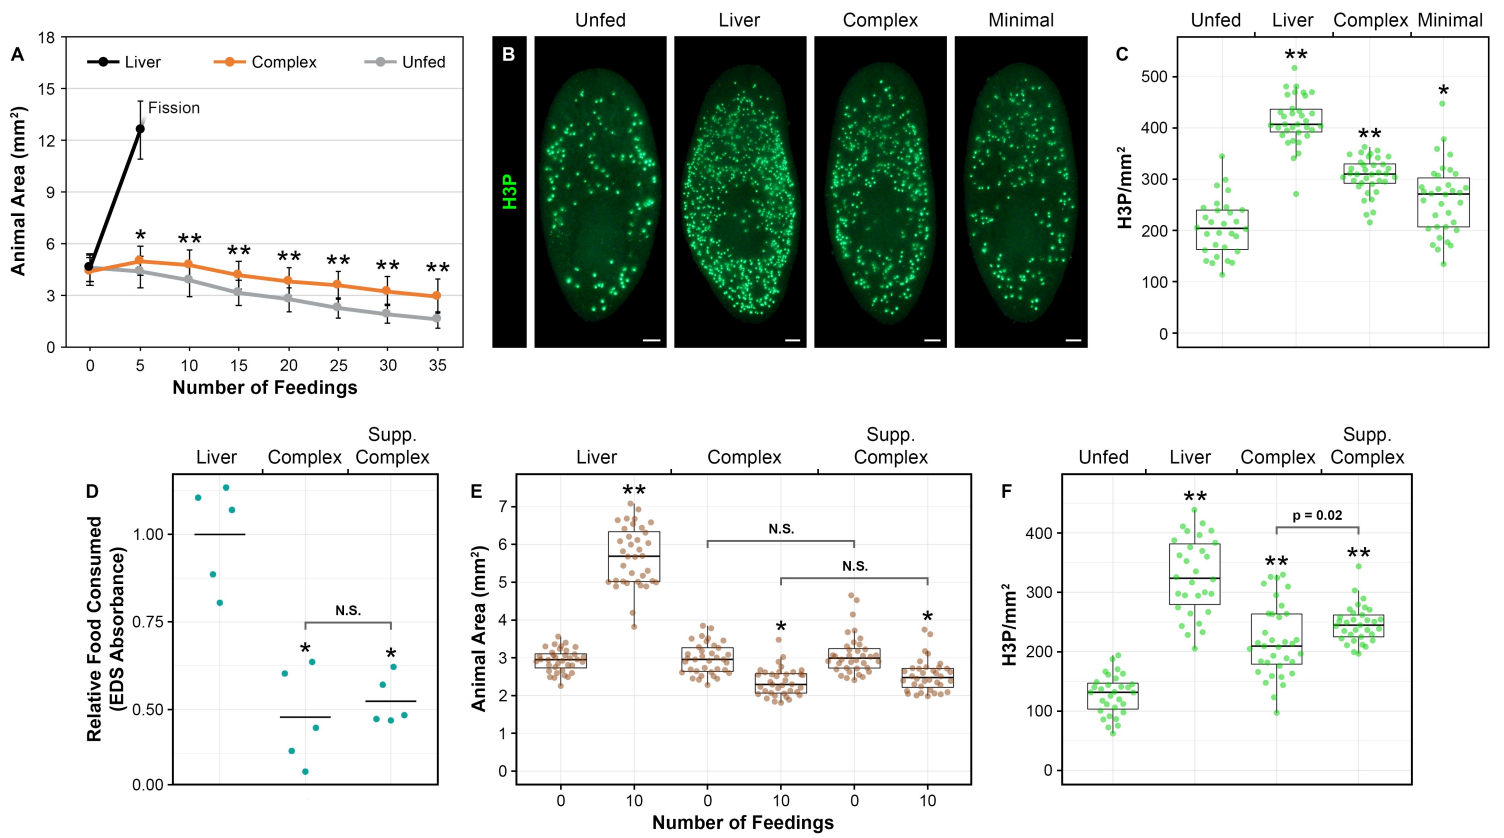 A
Animal Area (mm²)
18
15
12
9
6
3
0
Liver
Complex
Unfed
Fission
*
**
**
**
**
**
**
0 5 10 15 20 25 30 35
Number of Feedings
B
Unfed Liver Complex Minimal
H3P
C
Unfed Liver Complex Minimal
H3P/mm²
500
400
300
200
100
0
**
**
*
D
Liver Complex Supp.
Complex
Relative Food Consumed
(EDS Absorbance)
1.00
0.75
0.50
0.00
N.S.
*
*
E
Liver Complex Supp.
Complex
Animal Area (mm²)
7
6
5
4
3
2
1
0
**
N.S.
N.S.
*
*
0 10 0 10 0 10
Number of Feedings
F
Unfed Liver Complex Supp.
Complex
H3P/mm²
400
300
200
100
0
**
p = 0.02
**
**